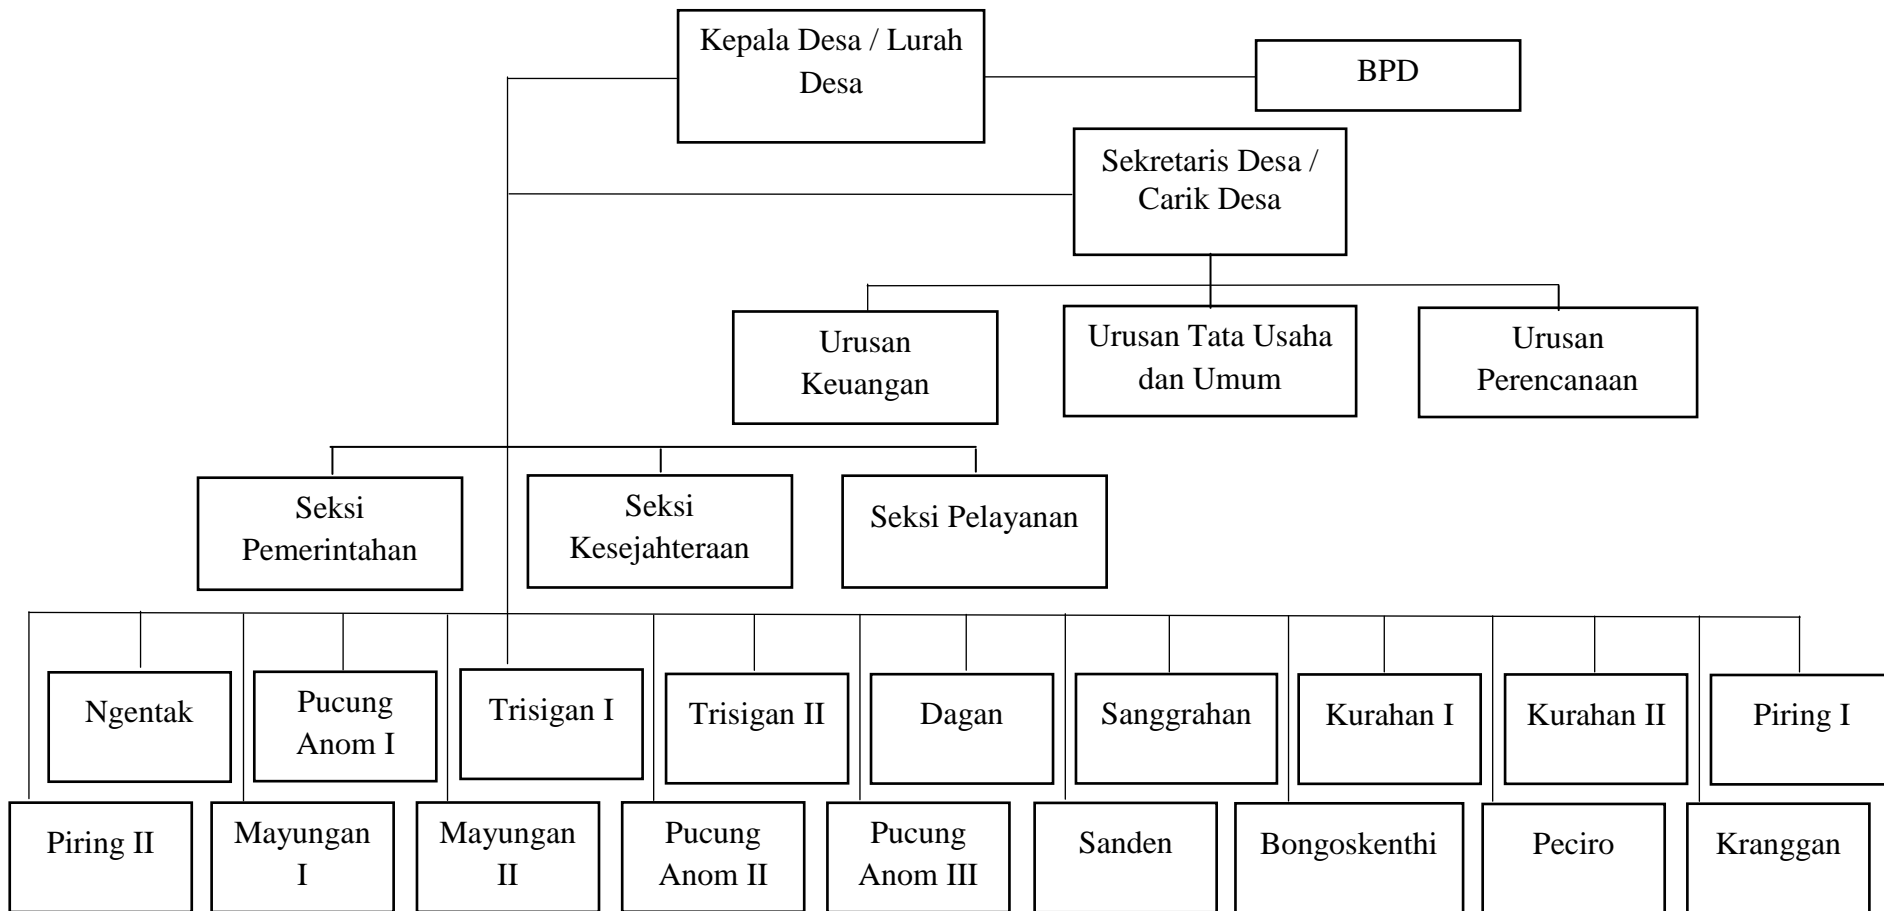 Kepala Desa / Lurah
Desa
BPD
Sekretaris Desa /
Carik Desa
Urusan
Keuangan
Urusan Tata Usaha
dan Umum
Urusan
Perencanaan
Seksi
Pemerintahan
Seksi
Kesejahteraan
Seksi Pelayanan
Ngentak
Pucung
Anom I
Trisigan I
Trisigan II
Dagan
Sanggrahan
Kurahan I
Kurahan II
Piring I
Piring II
Mayungan
I
Mayungan
II
Pucung
Anom II
Pucung
Anom III
Sanden
Bongoskenthi
Peciro
Kranggan